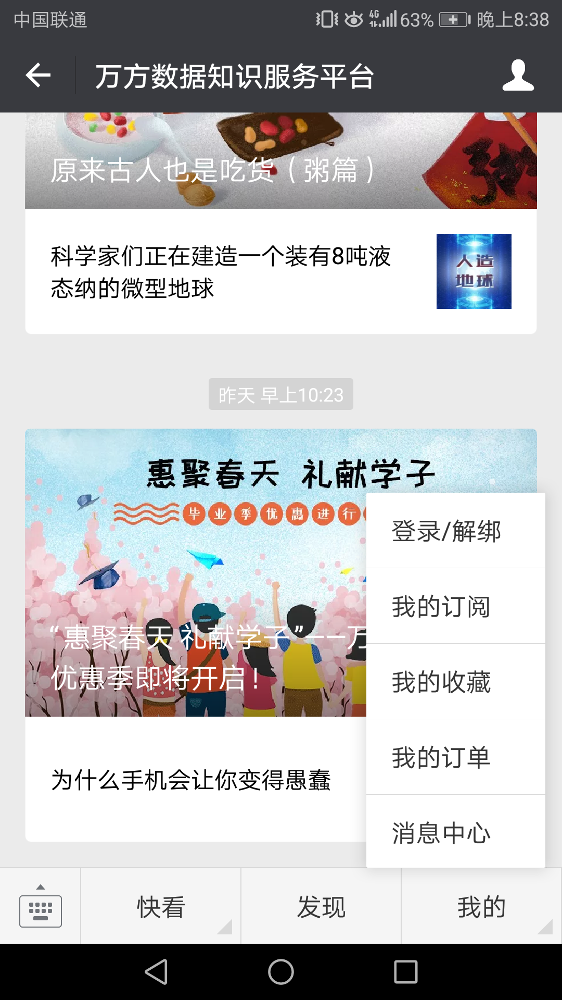 中国联通
4G 63% 晚上8:38
万方数据知识服务平台
原来古人也是吃货（粥篇）
科学家们正在建造一个装有8吨液
态纳的微型地球
人造
地球
昨天 早上10:23
惠聚春天 礼献学子
毕业季优惠进行
“惠聚春天 礼献学子”——万
优惠季即将开启！
为什么手机会让你变得愚蠢
登录/解绑
我的订阅
我的收藏
我的订单
消息中心
快看
发现
我的